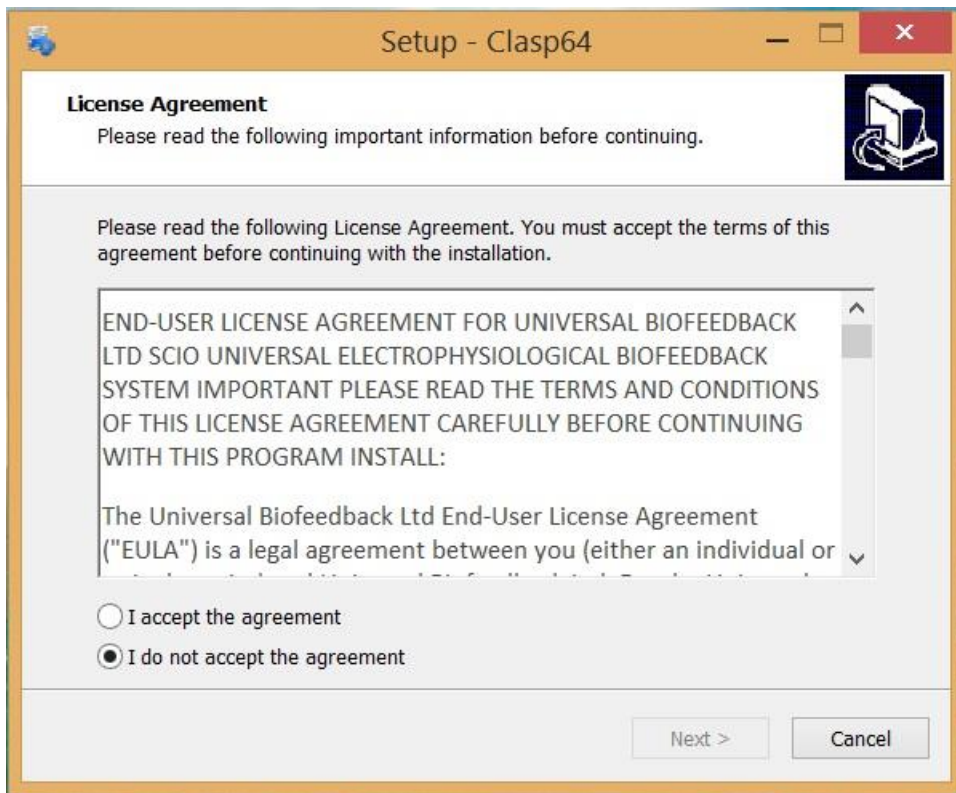 Setup - Clasp64
License Agreement
Please read the following important information before continuing.
Please read the following License Agreement. You must accept the terms of this
agreement before continuing with the installation.
END-USER LICENSE AGREEMENT FOR UNIVERSAL BIOFEEDBACK
LTD SCIO UNIVERSAL ELECTROPHYSIOLOGICAL BIOFEEDBACK
SYSTEM IMPORTANT PLEASE READ THE TERMS AND CONDITIONS
OF THIS LICENSE AGREEMENT CAREFULLY BEFORE CONTINUING
WITH THIS PROGRAM INSTALL:
The Universal Biofeedback Ltd End-User License Agreement
("EULA") is a legal agreement between you (either an individual or
I accept the agreement
I do not accept the agreement
Next >
Cancel